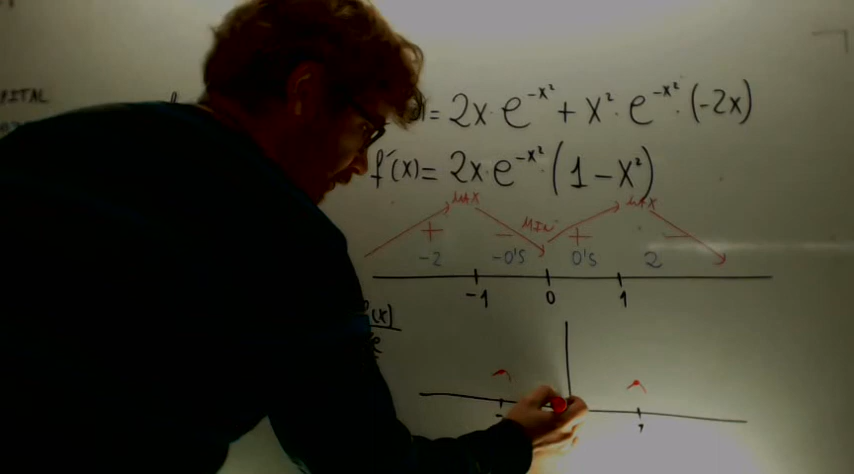 PITAL
= 2x·e^-x² + x²·e^-x²·(-2x)
f'(x)= 2x·e^-x²·(1-x²)
MAX MIN MAX
+ - + -
-2 -0'5 0'5 2
-1 0 1
(x)
1